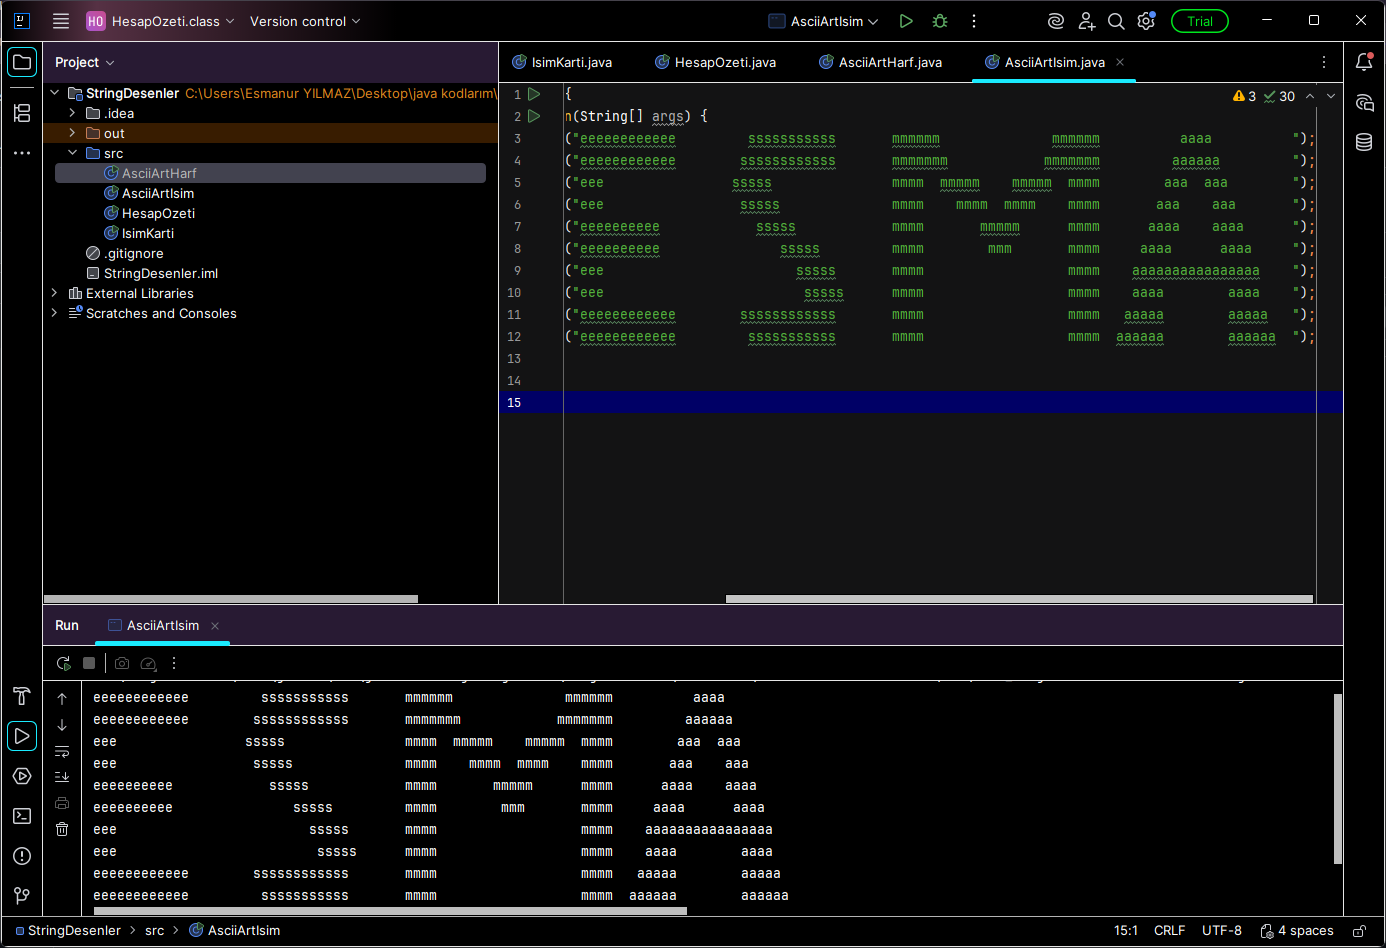 HO HesapOzeti.class Version control AsciiArtIsim Trial
Project
IsimKarti.java HesapOzeti.java AsciiArtHarf.java AsciiArtIsim.java
StringDesenler C:\Users\Esmanur YILMAZ\Desktop\java kodlarım\
.idea
out
src
AsciiArtHarf
AsciiArtIsim
HesapOzeti
IsimKarti
.gitignore
StringDesenler.iml
External Libraries
Scratches and Consoles
3 30
1 {
2 n(String[] args) {
3 ("eeeeeeeeeeee         sssssssssss       mmmmmm              mmmmmm          aaaa          ");
4 ("eeeeeeeeeeee        ssssssssssss       mmmmmmm            mmmmmmm         aaaaaa         ");
5 ("eee                sssss               mmmm  mmmmm    mmmmm  mmmm        aaa  aaa        ");
6 ("eee                 sssss              mmmm    mmmm  mmmm    mmmm       aaa    aaa       ");
7 ("eeeeeeeeee            sssss            mmmm       mmmmm      mmmm      aaaa    aaaa      ");
8 ("eeeeeeeeee               sssss         mmmm        mmm       mmmm     aaaa      aaaa     ");
9 ("eee                        sssss       mmmm                  mmmm    aaaaaaaaaaaaaaaa    ");
10 ("eee                         sssss      mmmm                  mmmm    aaaa        aaaa    ");
11 ("eeeeeeeeeeee        ssssssssssss       mmmm                  mmmm   aaaaa        aaaaa   ");
12 ("eeeeeeeeeeee         sssssssssss       mmmm                  mmmm  aaaaaa        aaaaaa  ");
13
14
15
Run AsciiArtIsim
eeeeeeeeeeee         sssssssssss       mmmmmm              mmmmmm          aaaa
eeeeeeeeeeee        ssssssssssss       mmmmmmm            mmmmmmm         aaaaaa
eee                sssss               mmmm  mmmmm    mmmmm  mmmm        aaa  aaa
eee                 sssss              mmmm    mmmm  mmmm    mmmm       aaa    aaa
eeeeeeeeee            sssss            mmmm       mmmmm      mmmm      aaaa    aaaa
eeeeeeeeee               sssss         mmmm        mmm       mmmm     aaaa      aaaa
eee                        sssss       mmmm                  mmmm    aaaaaaaaaaaaaaaa
eee                         sssss      mmmm                  mmmm    aaaa        aaaa
eeeeeeeeeeee        ssssssssssss       mmmm                  mmmm   aaaaa        aaaaa
eeeeeeeeeeee         sssssssssss       mmmm                  mmmm  aaaaaa        aaaaaa
StringDesenler > src > AsciiArtIsim 15:1 CRLF UTF-8 4 spaces